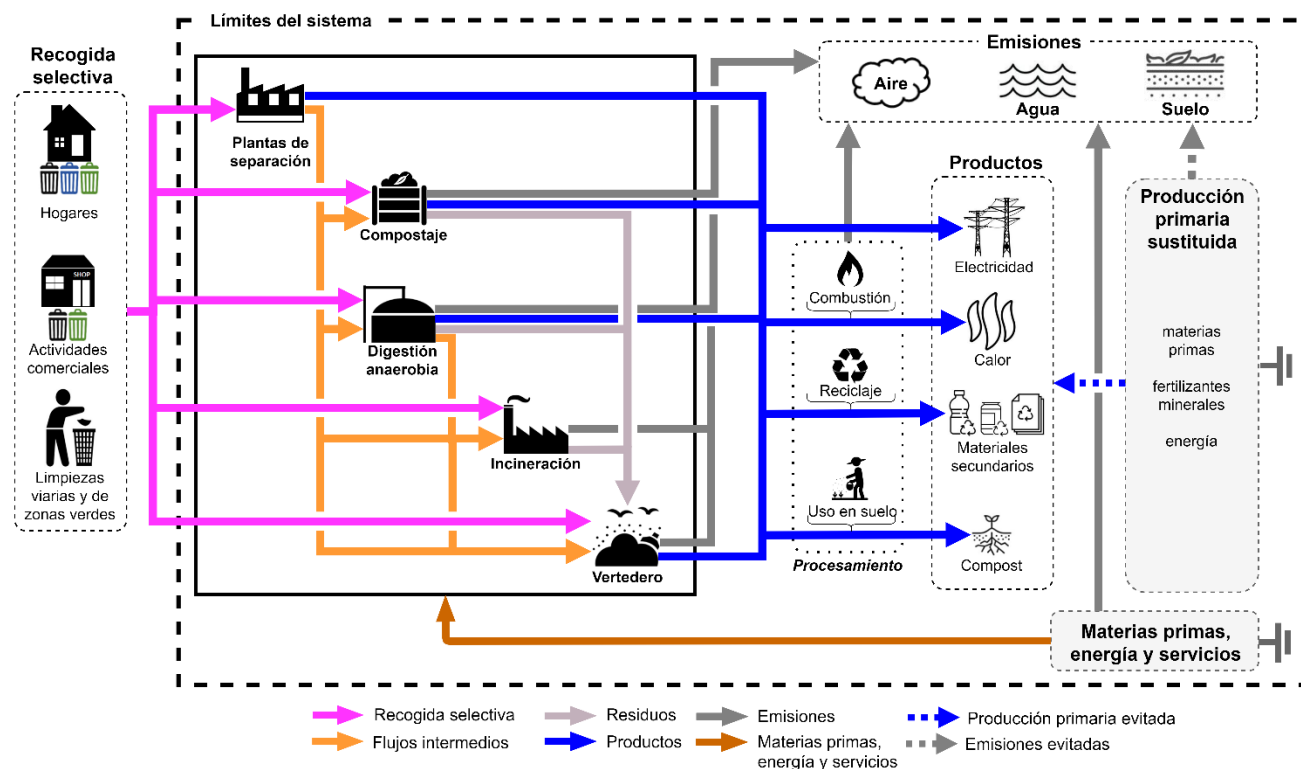 Límites del sistema
Recogida
selectiva
Hogares
SHOP
Actividades
comerciales
Limpiezas
viarias y de
zonas verdes
Plantas de
separación
Compostaje
Digestión
anaerobia
Incineración
Vertedero
Emisiones
Aire
Agua
Suelo
Combustión
Reciclaje
Uso en suelo
Procesamiento
Productos
Electricidad
Calor
Materiales
secundarios
Compost
Producción
primaria
sustituida
materias
primas
fertilizantes
minerales
energía
Materias primas,
energía y servicios
Recogida selectiva
Flujos intermedios
Residuos
Productos
Emisiones
Materias primas,
energía y servicios
Producción primaria evitada
Emisiones evitadas